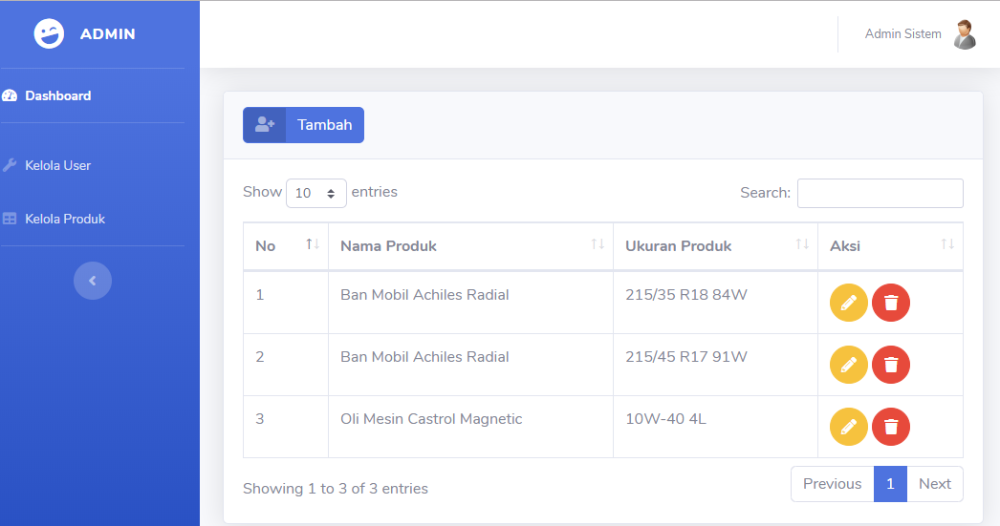 ADMIN
Admin Sistem
Dashboard
Kelola User
Kelola Produk
Tambah
Show 10 entries
Search:
No Nama Produk Ukuran Produk Aksi
1 Ban Mobil Achiles Radial 215/35 R18 84W
2 Ban Mobil Achiles Radial 215/45 R17 91W
3 Oli Mesin Castrol Magnetic 10W-40 4L
Showing 1 to 3 of 3 entries
Previous 1 Next